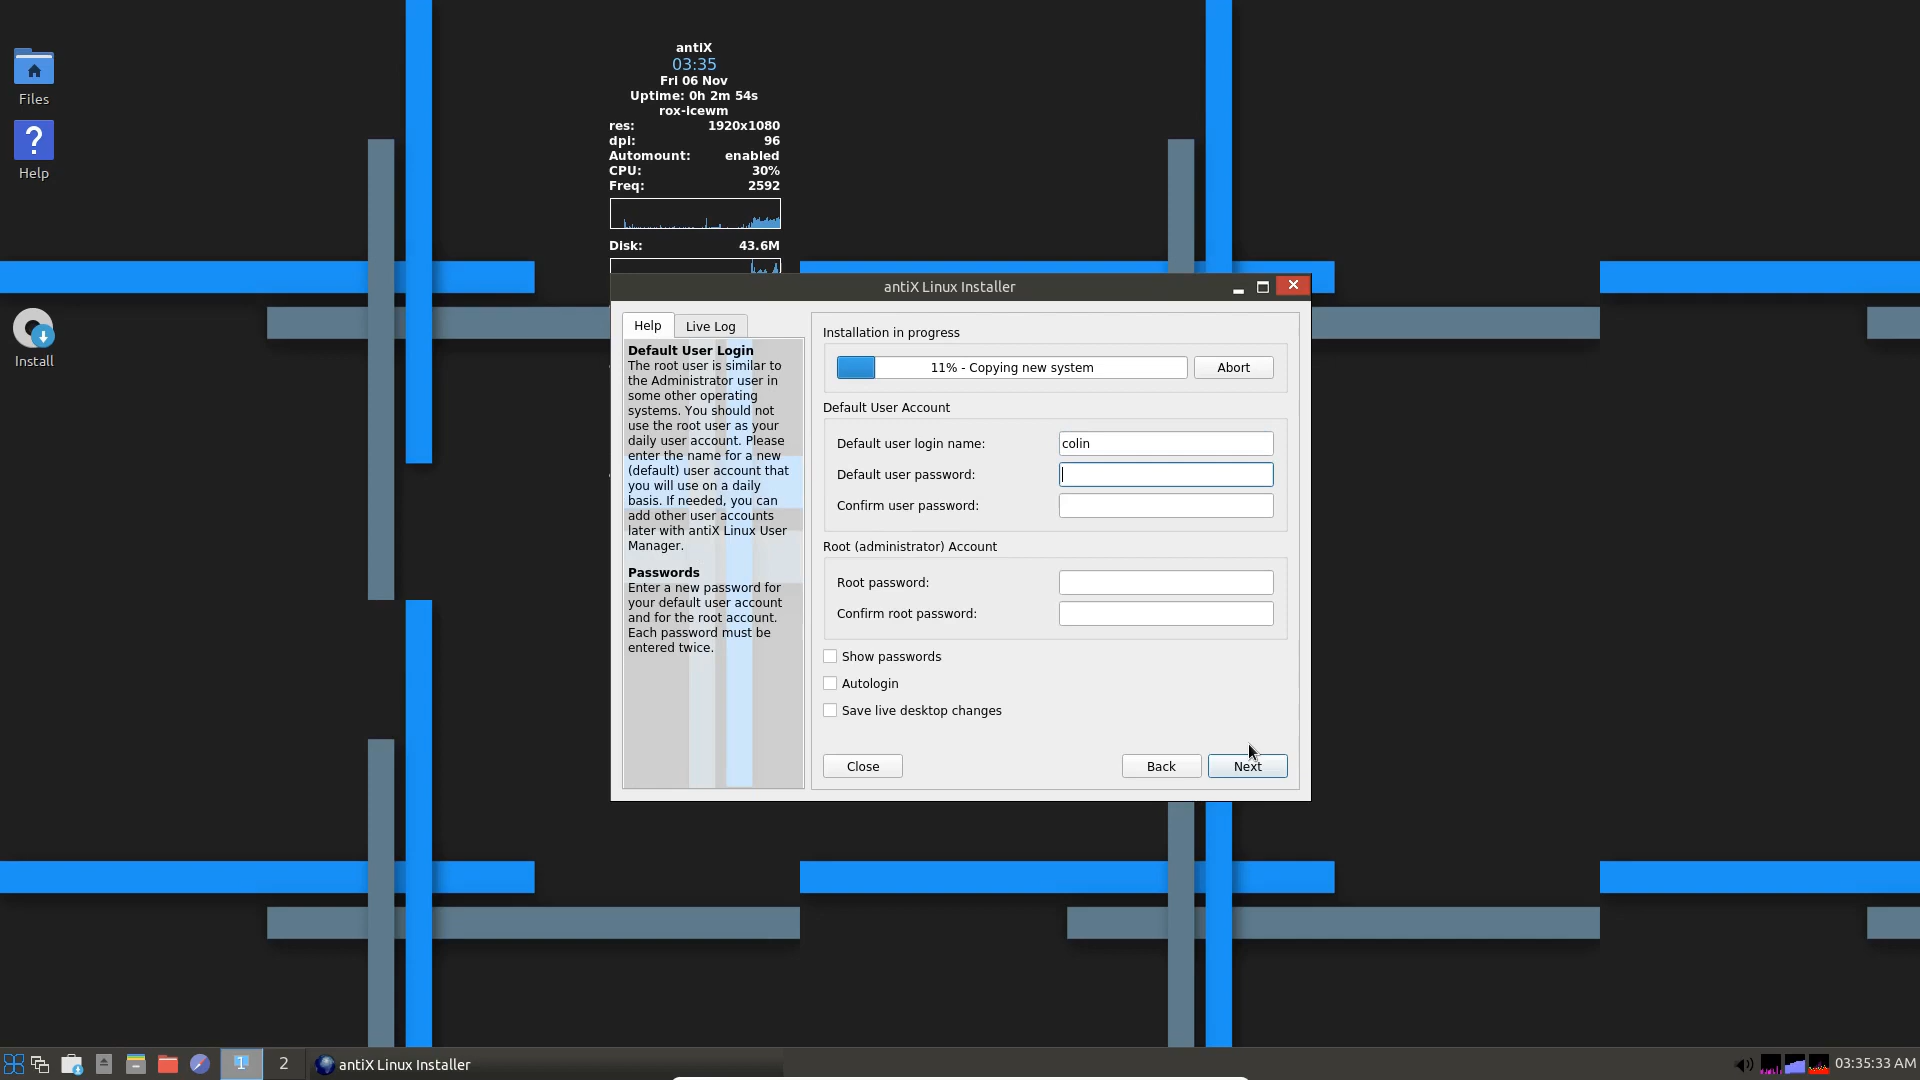 Files
Help
Install
antiX
03:35
Fri 06 Nov
Uptime: 0h 2m 54s
rox-icewm
res: 1920x1080
dpi: 96
Automount: enabled
CPU: 30%
Freq: 2592
Disk: 43.6M
antiX Linux Installer
Help Live Log
Default User Login
The root user is similar to
the Administrator user in
some other operating
systems. You should not
use the root user as your
daily user account. Please
enter the name for a new
(default) user account that
you will use on a daily
basis. If needed, you can
add other user accounts
later with antiX Linux User
Manager.
Passwords
Enter a new password for
your default user account
and for the root account.
Each password must be
entered twice.
Installation in progress
11% - Copying new system Abort
Default User Account
Default user login name: colin
Default user password:
Confirm user password:
Root (administrator) Account
Root password:
Confirm root password:
Show passwords
Autologin
Save live desktop changes
Close Back Next
1 2 antiX Linux Installer 03:35:33 AM